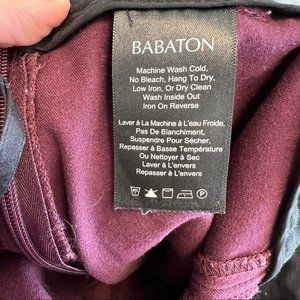 BABATON
Machine Wash Cold,
No Bleach, Hang To Dry,
Low Iron, Or Dry Clean
Wash Inside Out
Iron On Reverse
Laver à La Machine à L'eau Froide,
Pas De Blanchiment,
Suspendre Pour Sécher,
Repasser à Basse Température
Ou Nettoyer à Sec
Laver à L'envers
Repasser à L'envers